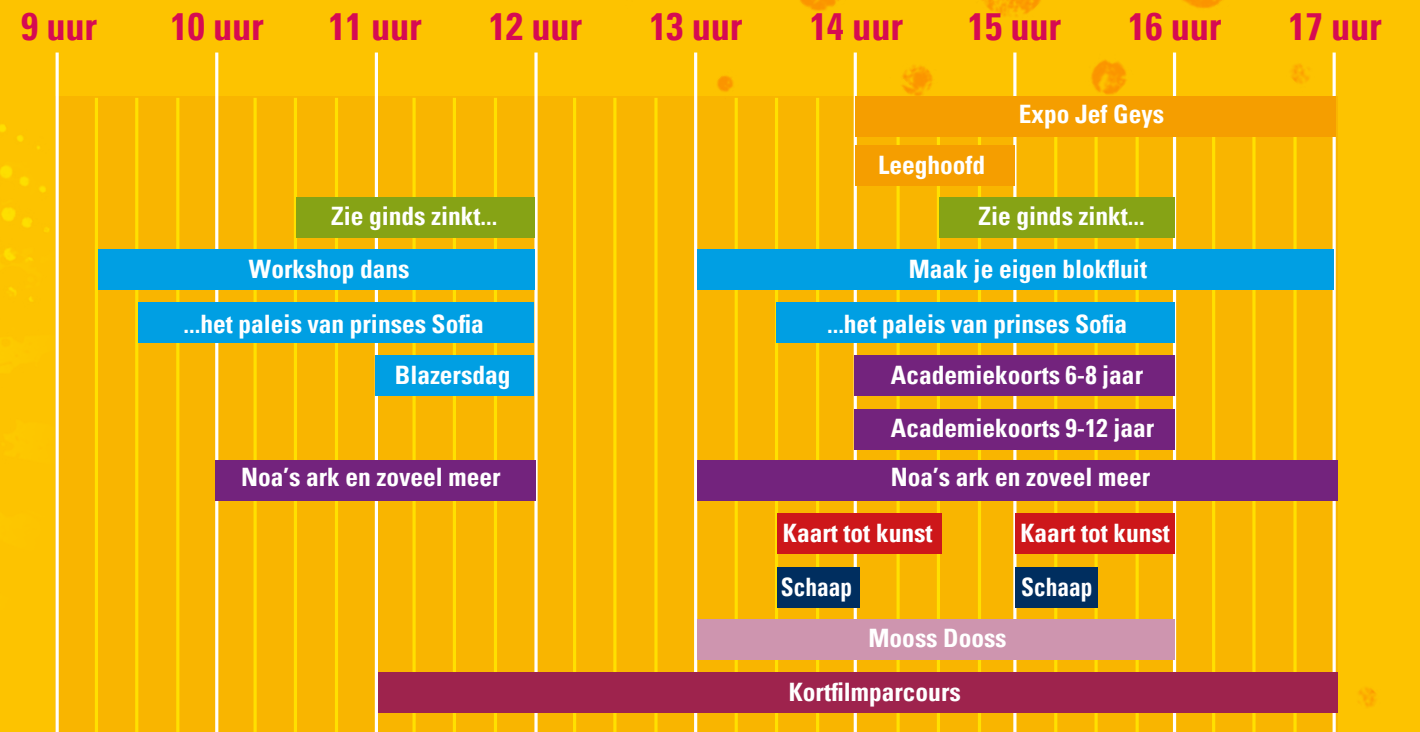 9 uur 10 uur 11 uur 12 uur 13 uur 14 uur 15 uur 16 uur 17 uur
Expo Jef Geys
Leeghoofd
Zie ginds zinkt... Zie ginds zinkt...
Workshop dans Maak je eigen blokfluit
...het paleis van prinses Sofia ...het paleis van prinses Sofia
Blazersdag Academiekoorts 6-8 jaar
Academiekoorts 9-12 jaar
Noa's ark en zoveel meer Noa's ark en zoveel meer
Kaart tot kunst Kaart tot kunst
Schaap Schaap
Mooss Dooss
Kortfilmparcours